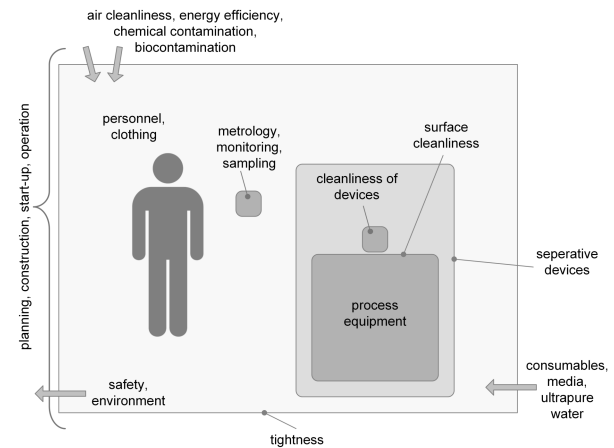 air cleanliness, energy efficiency,
chemical contamination,
biocontamination
planning, construction, start-up, operation
personnel,
clothing
metrology,
monitoring,
sampling
surface
cleanliness
cleanliness of
devices
seperative
devices
process
equipment
safety,
environment
consumables,
media,
ultrapure
water
tightness